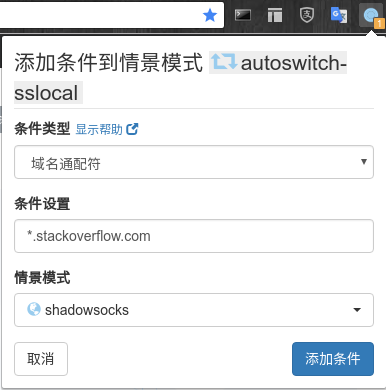 1
添加条件到情景模式 autoswitch-
sslocal
条件类型 显示帮助
域名通配符
条件设置
*.stackoverflow.com
情景模式
shadowsocks
取消 添加条件